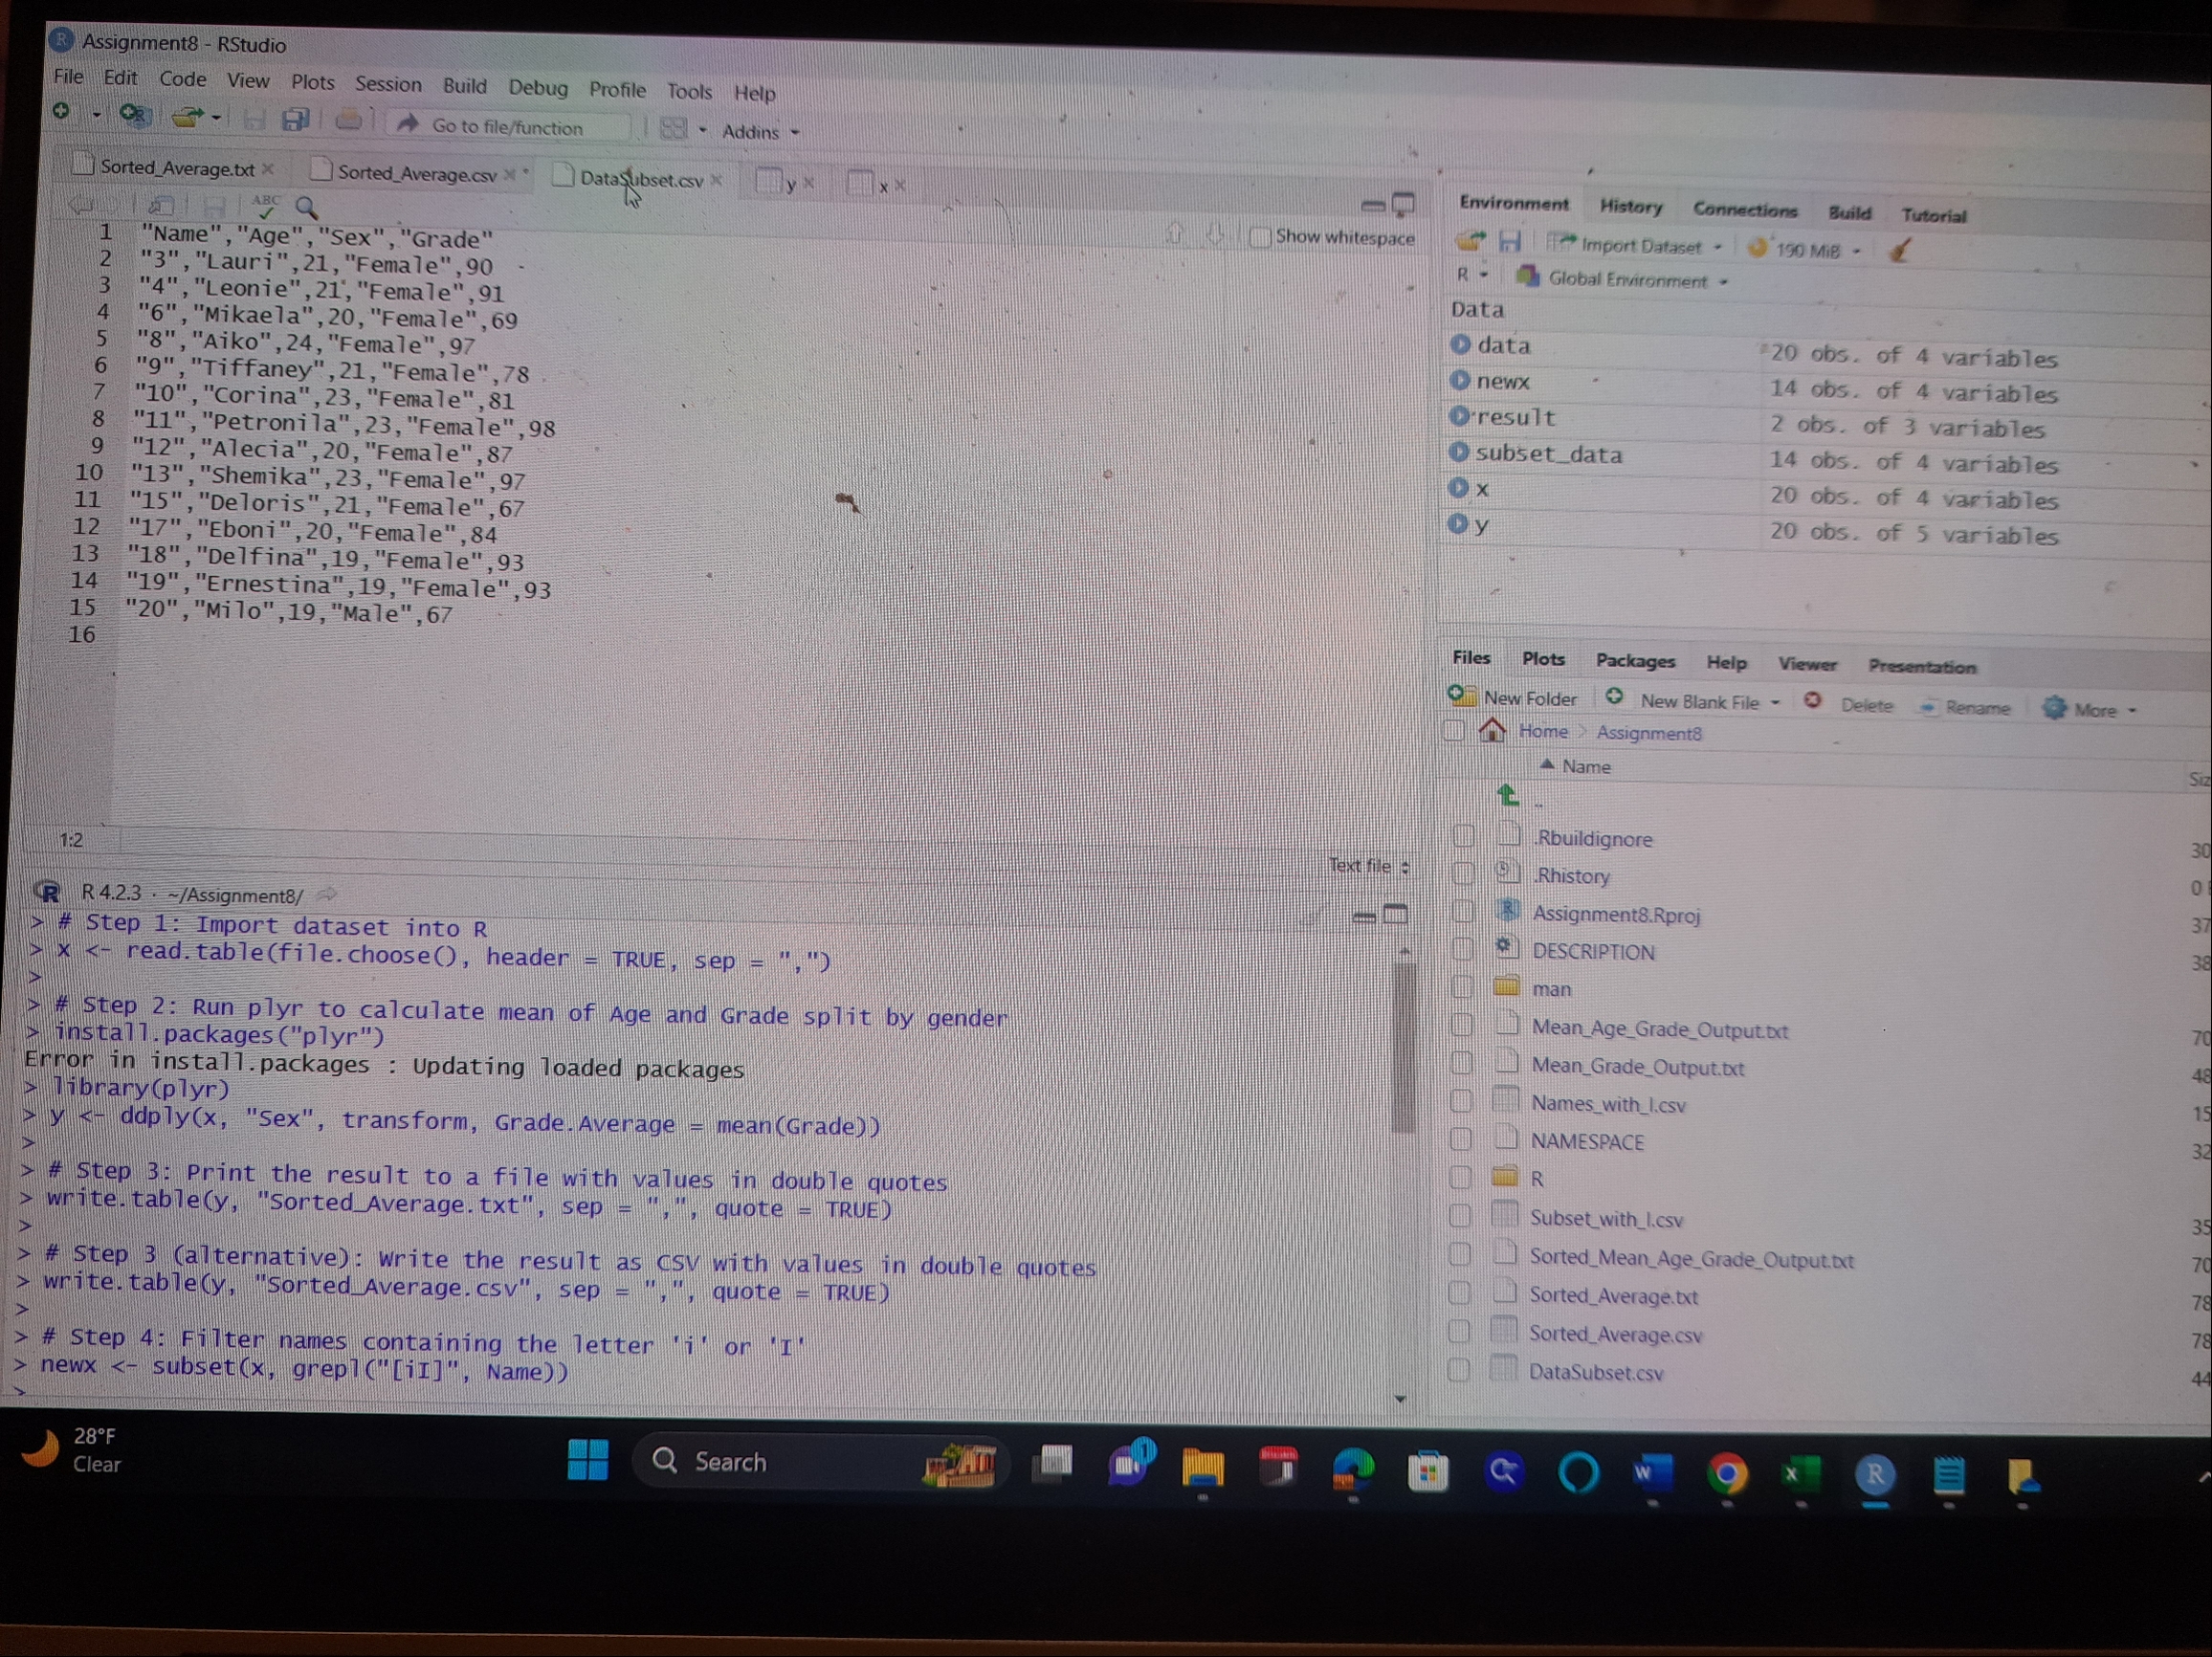 Assignment8 - RStudio
File Edit Code View Plots Session Build Debug Profile Tools Help
Go to file/function Addins
Sorted_Average.txt Sorted_Average.csv DataSubset.csv y x
ABC
Show whitespace
1 "Name","Age","Sex","Grade"
2 "3","Lauri",21,"Female",90
3 "4","Leonie",21,"Female",91
4 "6","Mikaela",20,"Female",69
5 "8","Aiko",24,"Female",97
6 "9","Tiffaney",21,"Female",78
7 "10","Corina",23,"Female",81
8 "11","Petronila",23,"Female",98
9 "12","Alecia",20,"Female",87
10 "13","Shemika",23,"Female",97
11 "15","Deloris",21,"Female",67
12 "17","Eboni",20,"Female",84
13 "18","Delfina",19,"Female",93
14 "19","Ernestina",19,"Female",93
15 "20","Milo",19,"Male",67
16
1:2
Text file
R 4.2.3 · ~/Assignment8/
> # Step 1: Import dataset into R
> x <- read.table(file.choose(), header = TRUE, sep = ",")
>
> # Step 2: Run plyr to calculate mean of Age and Grade split by gender
> install.packages("plyr")
Error in install.packages : Updating loaded packages
> library(plyr)
> y <- ddply(x, "Sex", transform, Grade.Average = mean(Grade))
>
> # Step 3: Print the result to a file with values in double quotes
> write.table(y, "Sorted_Average.txt", sep = ",", quote = TRUE)
>
> # Step 3 (alternative): Write the result as CSV with values in double quotes
> write.table(y, "Sorted_Average.csv", sep = ",", quote = TRUE)
>
> # Step 4: Filter names containing the letter 'i' or 'I'
> newx <- subset(x, grepl("[iI]", Name))
>
Environment History Connections Build Tutorial
Import Dataset 190 MiB
R Global Environment
Data
data 20 obs. of 4 variables
newx 14 obs. of 4 variables
result 2 obs. of 3 variables
subset_data 14 obs. of 4 variables
x 20 obs. of 4 variables
y 20 obs. of 5 variables
Files Plots Packages Help Viewer Presentation
New Folder New Blank File Delete Rename More
Home Assignment8
Name Siz
..
.Rbuildignore 30
.Rhistory 0
Assignment8.Rproj 37
DESCRIPTION 38
man
Mean_Age_Grade_Output.txt 70
Mean_Grade_Output.txt 48
Names_with_I.csv 15
NAMESPACE 32
R
Subset_with_I.csv 35
Sorted_Mean_Age_Grade_Output.txt 70
Sorted_Average.txt 78
Sorted_Average.csv 78
DataSubset.csv 44
28°F
Clear
Search
1